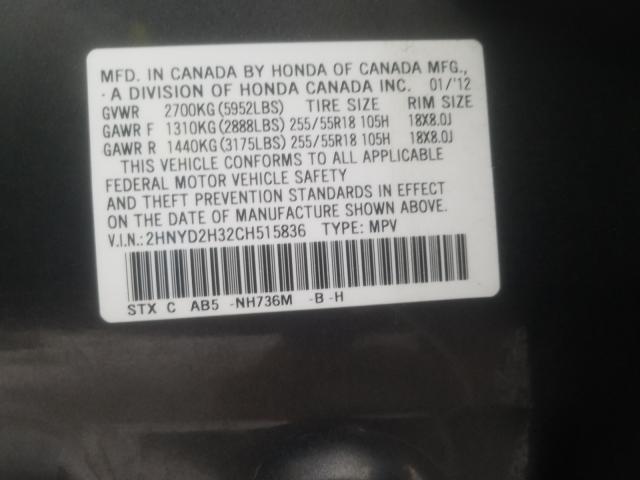 MFD. IN CANADA BY HONDA OF CANADA MFG.,
· A DIVISION OF HONDA CANADA INC. 01/'12
GVWR 2700KG (5952LBS) TIRE SIZE RIM SIZE
GAWR F 1310KG (2888LBS) 255/55R18 105H 18X8.0J
GAWR R 1440KG (3175LBS) 255/55R18 105H 18X8.0J
THIS VEHICLE CONFORMS TO ALL APPLICABLE
FEDERAL MOTOR VEHICLE SAFETY
AND THEFT PREVENTION STANDARDS IN EFFECT
ON THE DATE OF MANUFACTURE SHOWN ABOVE.
V.I.N.: 2HNYD2H32CH515836 TYPE: MPV
STX C AB5 -NH736M -B -H